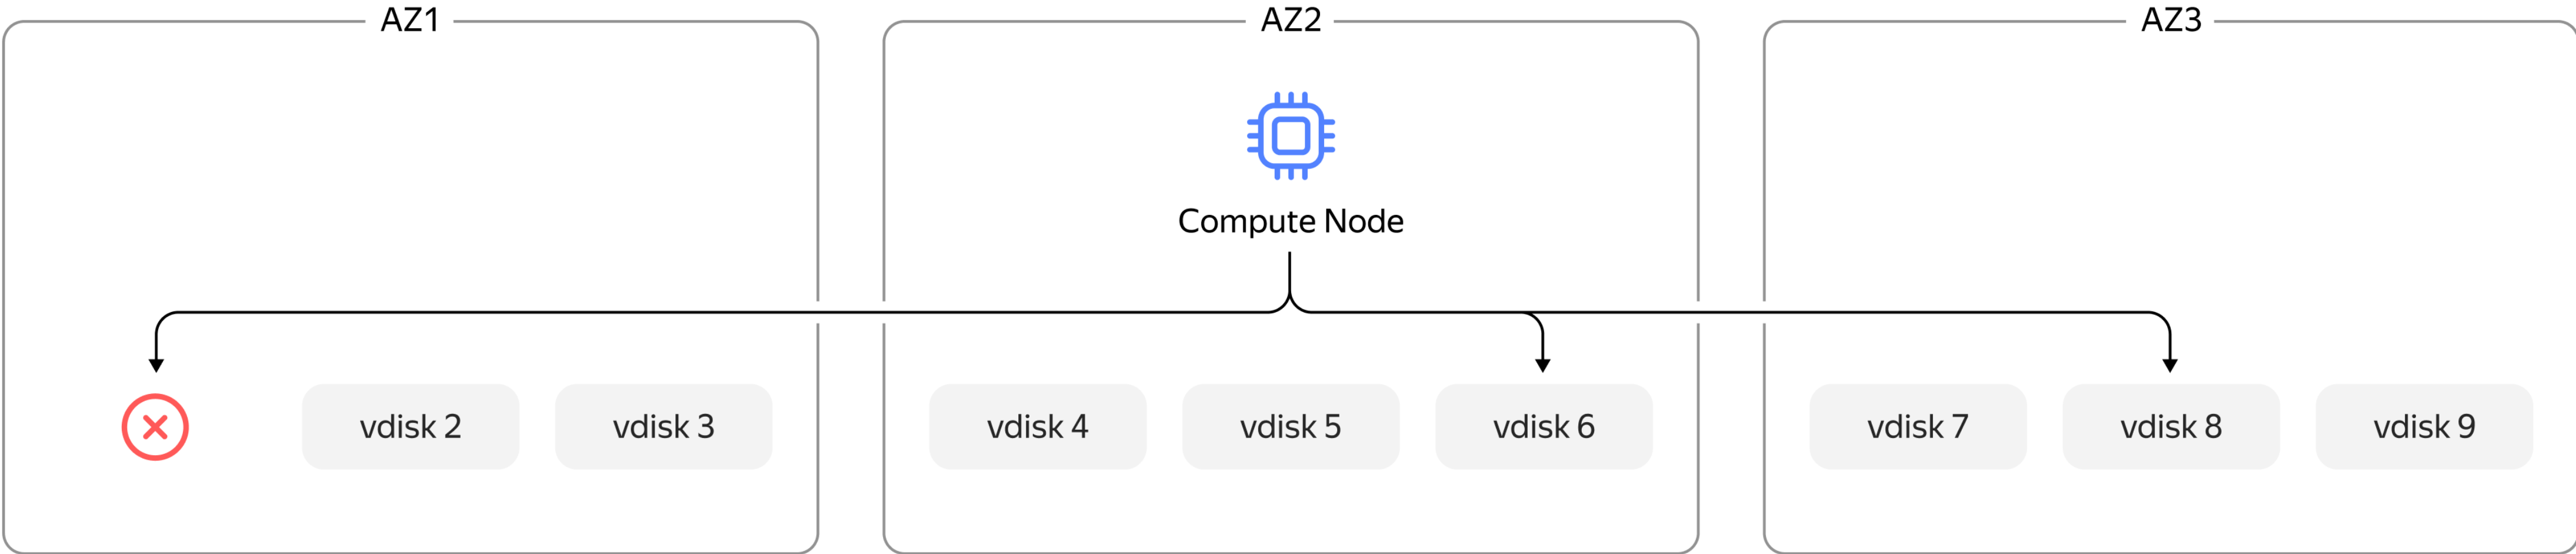 AZ1
AZ2
AZ3
Compute Node
vdisk 2
vdisk 3
vdisk 4
vdisk 5
vdisk 6
vdisk 7
vdisk 8
vdisk 9